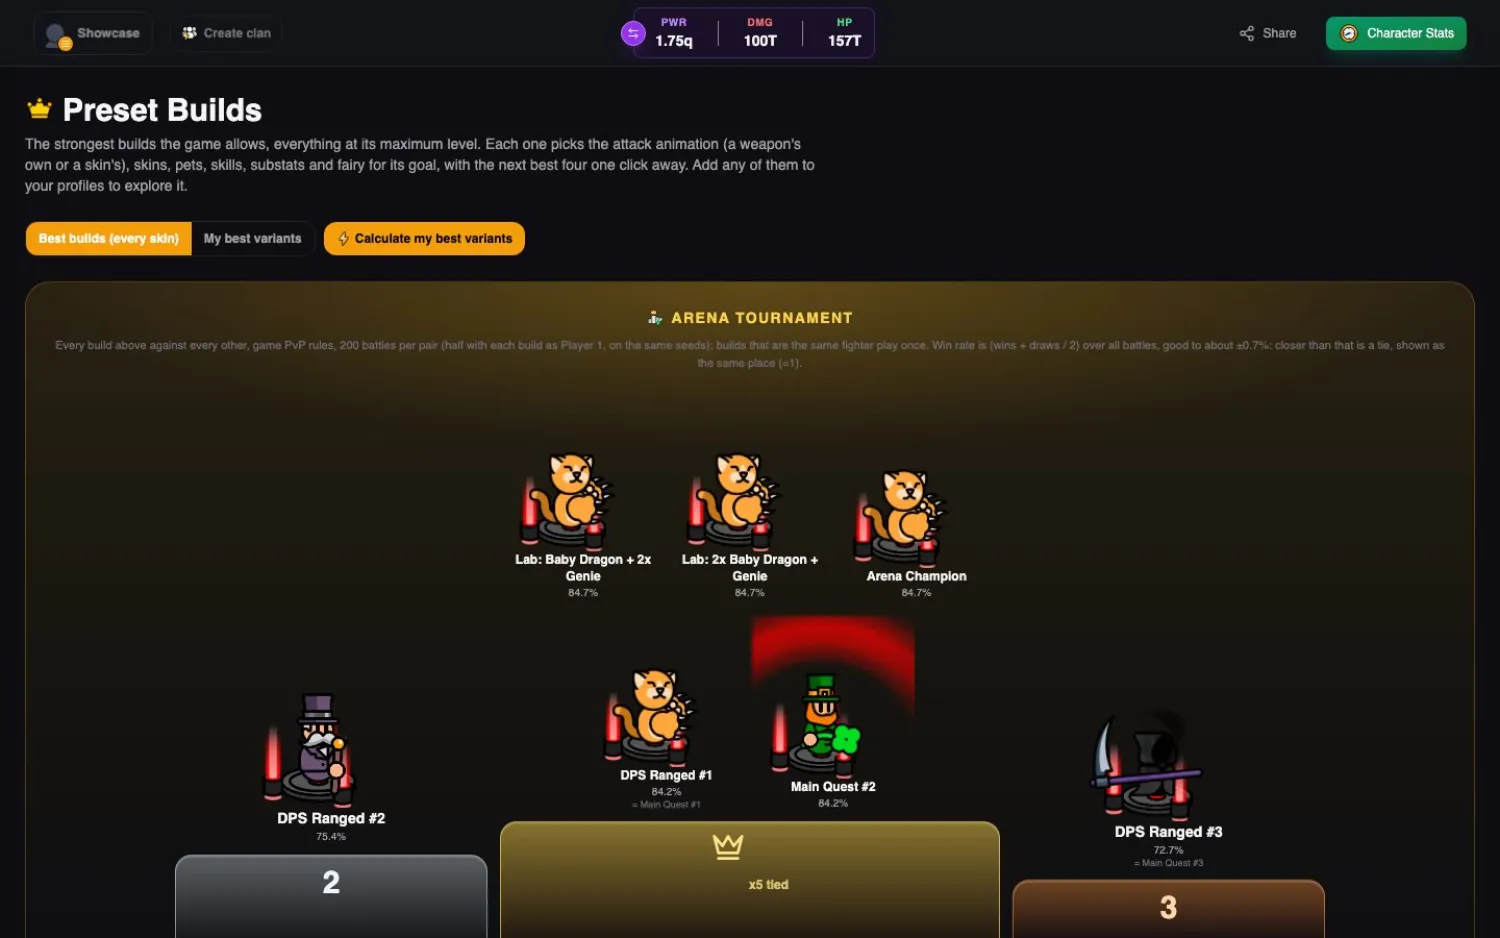 Showcase
Create clan
PWR
1.75q
DMG
100T
HP
157T
Share
Character Stats
Preset Builds
The strongest builds the game allows, everything at its maximum level. Each one picks the attack animation (a weapon's
own or a skin's), skins, pets, skills, substats and fairy for its goal, with the next best four one click away. Add any of them to
your profiles to explore it.
Best builds (every skin)
My best variants
Calculate my best variants
ARENA TOURNAMENT
Every build above against every other, game PvP rules, 200 battles per pair (half with each build as Player 1, on the same seeds); builds that are the same fighter play once. Win rate is (wins + draws / 2) over all battles, good to about ±0.7%: closer than that is a tie, shown as
the same place (=1).
Lab: Baby Dragon + 2x
Genie
84.7%
Lab: 2x Baby Dragon +
Genie
84.7%
Arena Champion
84.7%
DPS Ranged #1
84.2%
= Main Quest #1
Main Quest #2
84.2%
DPS Ranged #2
75.4%
DPS Ranged #3
72.7%
= Main Quest #3
2
x5 tied
3